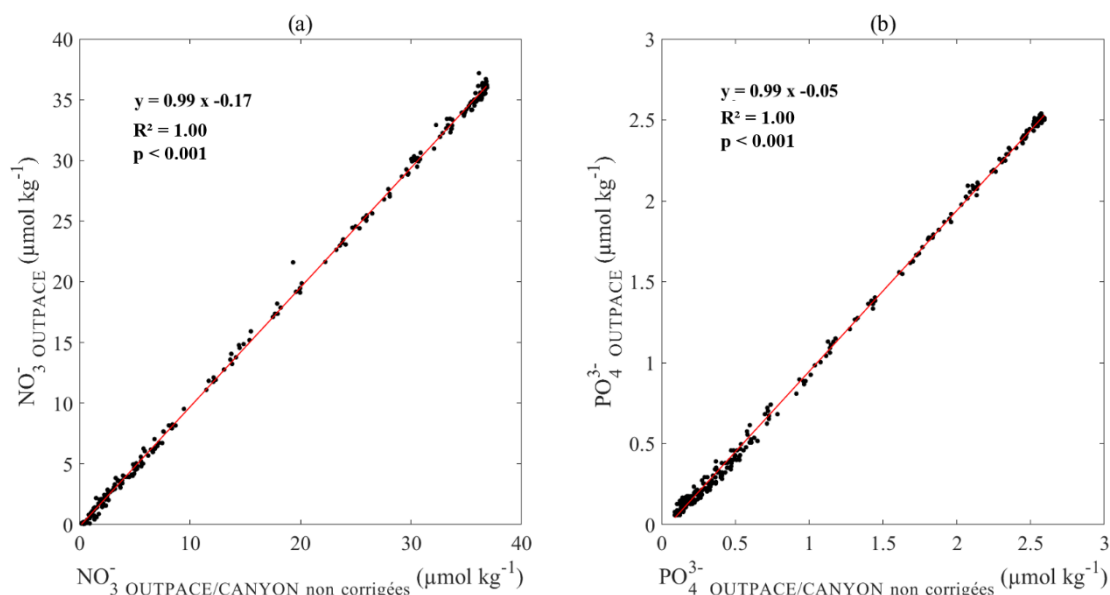 (a)
40
35
30
25
20
15
10
5
0
y = 0.99 x -0.17
R² = 1.00
p < 0.001
NO₃⁻ OUTPACE (µmol kg⁻¹)
0 10 20 30 40
NO₃⁻ OUTPACE/CANYON non corrigées (µmol kg⁻¹)
(b)
3
2.5
2
1.5
1
0.5
0
y = 0.99 x -0.05
R² = 1.00
p < 0.001
PO₄³⁻ OUTPACE (µmol kg⁻¹)
0 0.5 1 1.5 2 2.5 3
PO₄³⁻ OUTPACE/CANYON non corrigées (µmol kg⁻¹)